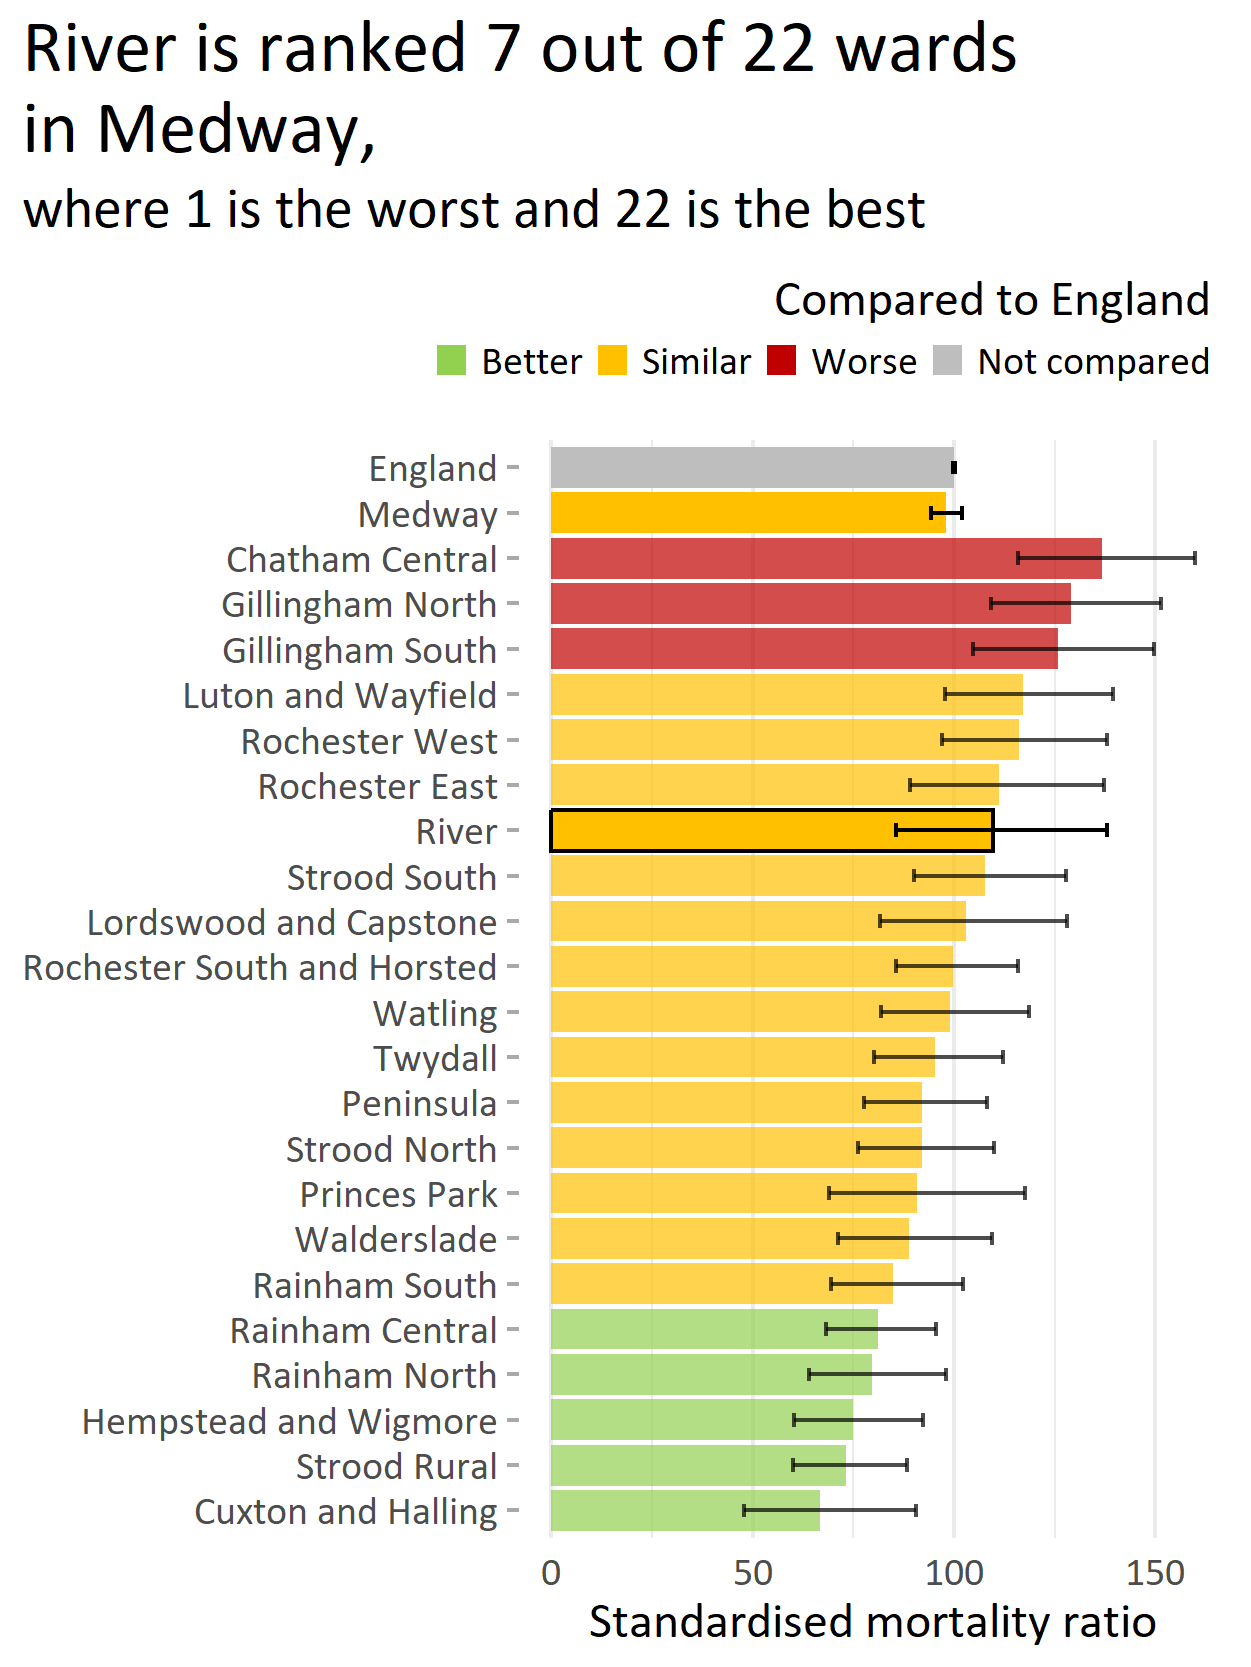 River is ranked 7 out of 22 wards
in Medway,
where 1 is the worst and 22 is the best
Compared to England
Better Similar Worse Not compared
England
Medway
Chatham Central
Gillingham North
Gillingham South
Luton and Wayfield
Rochester West
Rochester East
River
Strood South
Lordswood and Capstone
Rochester South and Horsted
Watling
Twydall
Peninsula
Strood North
Princes Park
Walderslade
Rainham South
Rainham Central
Rainham North
Hempstead and Wigmore
Strood Rural
Cuxton and Halling
0 50 100 150
Standardised mortality ratio